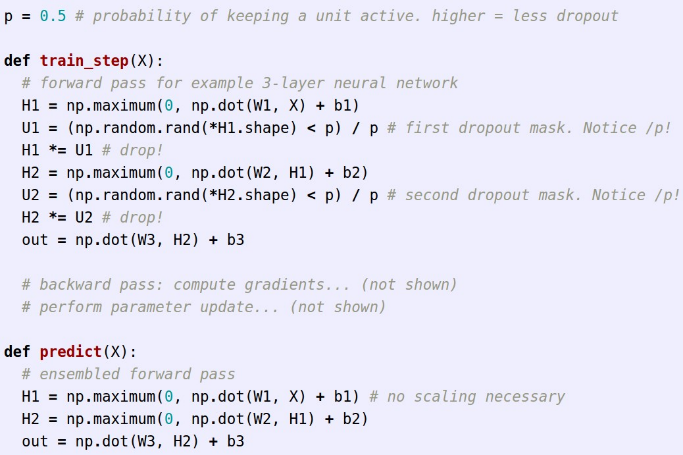 p = 0.5 # probability of keeping a unit active. higher = less dropout

def train_step(X):
  # forward pass for example 3-layer neural network
  H1 = np.maximum(0, np.dot(W1, X) + b1)
  U1 = (np.random.rand(*H1.shape) < p) / p # first dropout mask. Notice /p!
  H1 *= U1 # drop!
  H2 = np.maximum(0, np.dot(W2, H1) + b2)
  U2 = (np.random.rand(*H2.shape) < p) / p # second dropout mask. Notice /p!
  H2 *= U2 # drop!
  out = np.dot(W3, H2) + b3

  # backward pass: compute gradients... (not shown)
  # perform parameter update... (not shown)

def predict(X):
  # ensembled forward pass
  H1 = np.maximum(0, np.dot(W1, X) + b1) # no scaling necessary
  H2 = np.maximum(0, np.dot(W2, H1) + b2)
  out = np.dot(W3, H2) + b3